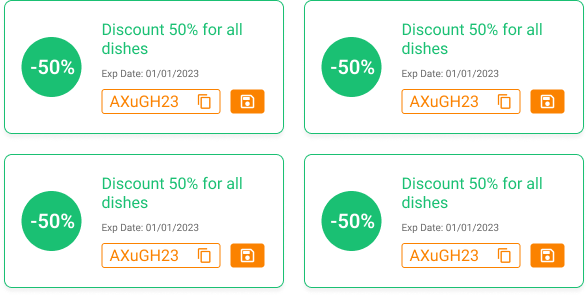 -50%
Discount 50% for all
dishes
Exp Date: 01/01/2023
AXuGH23
-50%
Discount 50% for all
dishes
Exp Date: 01/01/2023
AXuGH23
-50%
Discount 50% for all
dishes
Exp Date: 01/01/2023
AXuGH23
-50%
Discount 50% for all
dishes
Exp Date: 01/01/2023
AXuGH23